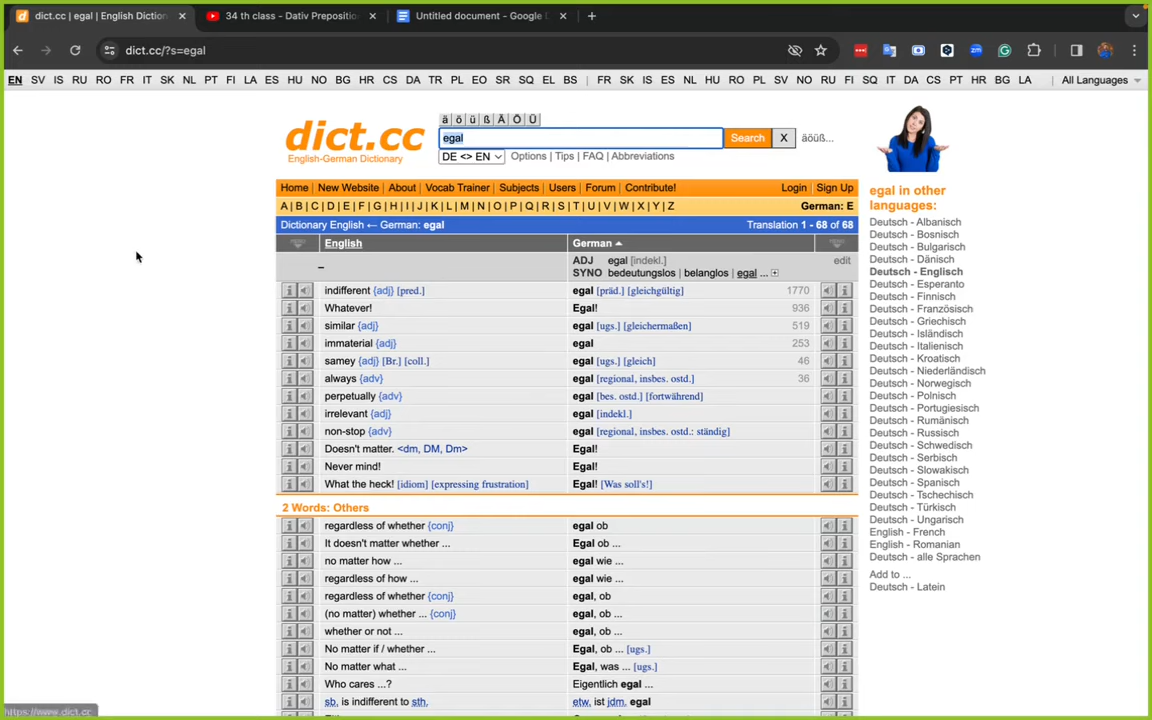 dict.cc | egal | English Diction
34 th class - Dativ Prepositio
Untitled document - Google D
dict.cc/?s=egal
EN SV IS RU RO FR IT SK NL PT FI LA ES HU NO BG HR CS DA TR PL EO SR SQ EL BS | FR SK IS ES NL HU RO PL SV NO RU FI SQ IT DA CS PT HR BG LA | All Languages
ä ö ü ß Ä Ö Ü
dict.cc
English-German Dictionary
egal
Search X äöüß...
DE <> EN Options | Tips | FAQ | Abbreviations
Home | New Website | About | Vocab Trainer | Subjects | Users | Forum | Contribute! Login | Sign Up
A | B | C | D | E | F | G | H | I | J | K | L | M | N | O | P | Q | R | S | T | U | V | W | X | Y | Z German: E
Dictionary English ← German: egal Translation 1 - 68 of 68
English German
– ADJ egal [indekl.] edit
SYNO bedeutungslos | belanglos | egal ...
indifferent {adj} [pred.] egal [präd.] [gleichgültig] 1770
Whatever! Egal! 936
similar {adj} egal [ugs.] [gleichermaßen] 519
immaterial {adj} egal 253
samey {adj} [Br.] [coll.] egal [ugs.] [gleich] 46
always {adv} egal [regional, insbes. ostd.] 36
perpetually {adv} egal [bes. ostd.] [fortwährend]
irrelevant {adj} egal [indekl.]
non-stop {adv} egal [regional, insbes. ostd.: ständig]
Doesn't matter. <dm, DM, Dm> Egal!
Never mind! Egal!
What the heck! [idiom] [expressing frustration] Egal! [Was soll's!]
2 Words: Others
regardless of whether {conj} egal ob
It doesn't matter whether ... Egal ob ...
no matter how ... egal wie ...
regardless of how ... egal wie ...
regardless of whether {conj} egal, ob
(no matter) whether ... {conj} egal, ob ...
whether or not ... egal, ob ...
No matter if / whether ... Egal, ob ... [ugs.]
No matter what ... Egal, was ... [ugs.]
Who cares ...? Eigentlich egal ...
sb. is indifferent to sth. etw. ist jdm. egal
egal in other
languages:
Deutsch - Albanisch
Deutsch - Bosnisch
Deutsch - Bulgarisch
Deutsch - Dänisch
Deutsch - Englisch
Deutsch - Esperanto
Deutsch - Finnisch
Deutsch - Französisch
Deutsch - Griechisch
Deutsch - Isländisch
Deutsch - Italienisch
Deutsch - Kroatisch
Deutsch - Niederländisch
Deutsch - Norwegisch
Deutsch - Polnisch
Deutsch - Portugiesisch
Deutsch - Rumänisch
Deutsch - Russisch
Deutsch - Schwedisch
Deutsch - Serbisch
Deutsch - Slowakisch
Deutsch - Spanisch
Deutsch - Tschechisch
Deutsch - Türkisch
Deutsch - Ungarisch
English - French
English - Romanian
Deutsch - alle Sprachen
Add to ...
Deutsch - Latein
https://www.dict.cc